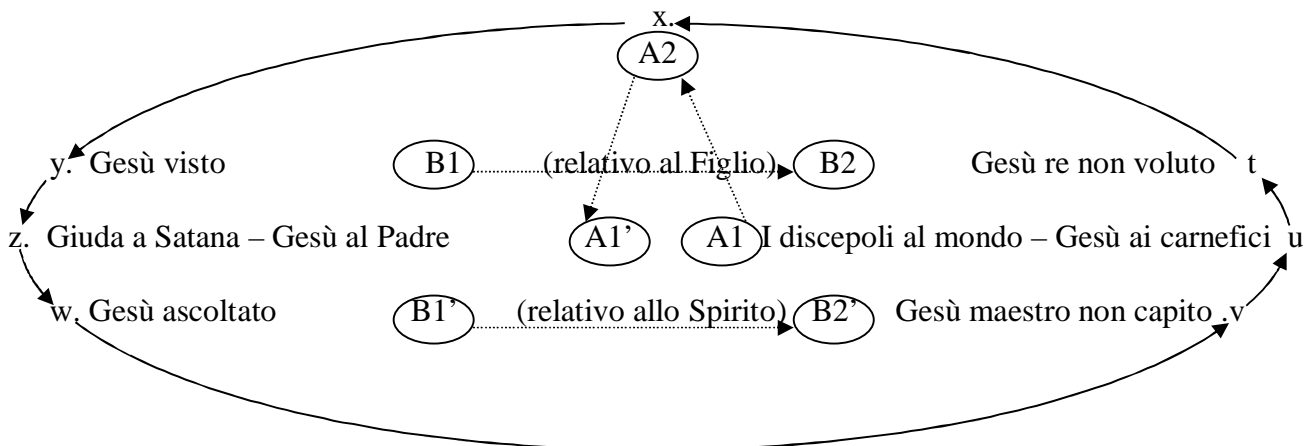 x.
A2
y. Gesù visto B1 (relativo al Figlio) B2 Gesù re non voluto t
z. Giuda a Satana – Gesù al Padre A1’ A1 I discepoli al mondo – Gesù ai carnefici u
w. Gesù ascoltato B1’ (relativo allo Spirito) B2’ Gesù maestro non capito .v